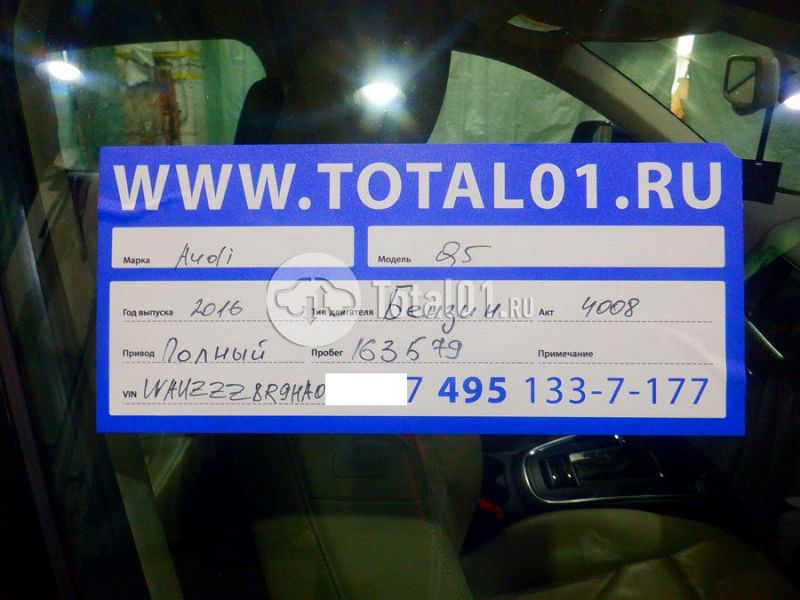 WWW.TOTAL01.RU
Марка Audi Модель Q5
Год выпуска 2016 Тип двигателя Бензин Акт 4008
Total01.RU
Привод Полный Пробег 163579 Примечание
VIN WAUZZZ8R9HA0 7 495 133-7-177